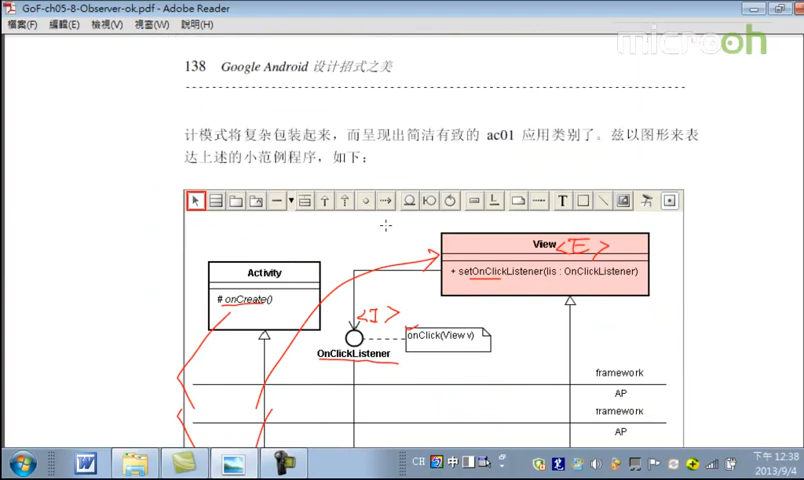 GoF-ch05-8-Observer-ok.pdf - Adobe Reader
檔案(F) 編輯(E) 檢視(V) 視窗(W) 說明(H)
microoh
138 Google Android 设计招式之美
计模式将复杂包装起来，而呈现出简洁有致的 ac01 应用类别了。兹以图形来表
达上述的小范例程序，如下：
T
View <E>
+ setOnClickListener(lis : OnClickListener)
Activity
# onCreate()
<I>
onClick(View v)
OnClickListener
framework
AP
framework
AP
CH 中
下午 12:38
2013/9/4